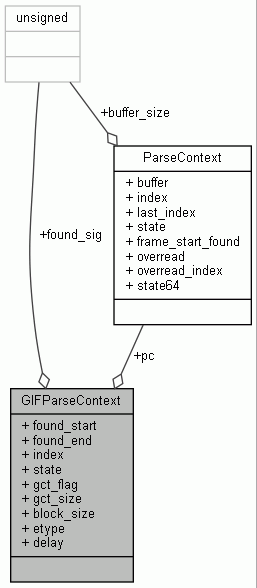 unsigned
+buffer_size
ParseContext
+ buffer
+ index
+ last_index
+ state
+ frame_start_found
+ overread
+ overread_index
+ state64
+found_sig
+pc
GIFParseContext
+ found_start
+ found_end
+ index
+ state
+ gct_flag
+ gct_size
+ block_size
+ etype
+ delay